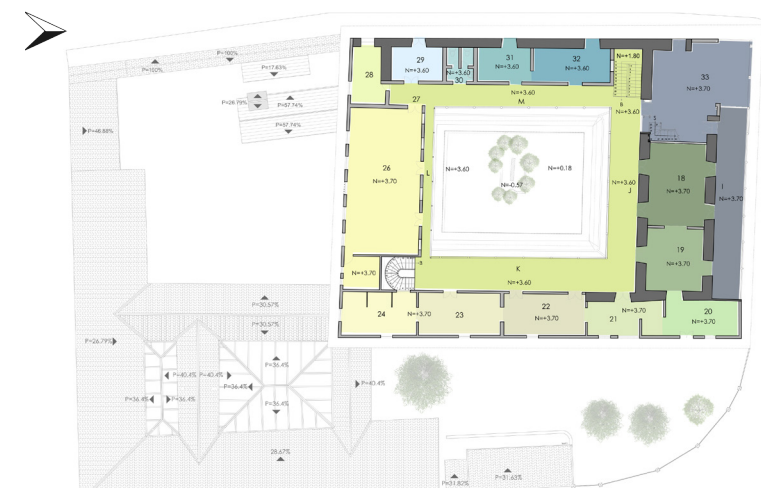 P=100%
P=100%
P=17.63%
P=26.79%
P=57.74%
P=57.74%
P=46.88%
28
29
N=+3.60
N=+3.60
30
31
N=+3.60
32
N=+3.60
N=+1.80
33
N=+3.70
27
N=+3.60
M
N=+3.60
26
N=+3.70
L
N=+3.60
N=-0.57
N=+0.18
N=+3.60
J
18
N=+3.70
I
N=+3.70
19
N=+3.70
N=+3.70
K
N=+3.60
24
N=+3.70
23
22
N=+3.70
21
N=+3.70
20
N=+3.70
P=30.57%
P=30.57%
P=26.79%
P=40.4%
P=40.4%
P=36.4%
P=36.4%
P=36.4%
P=36.4%
P=36.4%
P=40.4%
28.67%
P=31.82%
P=31.63%